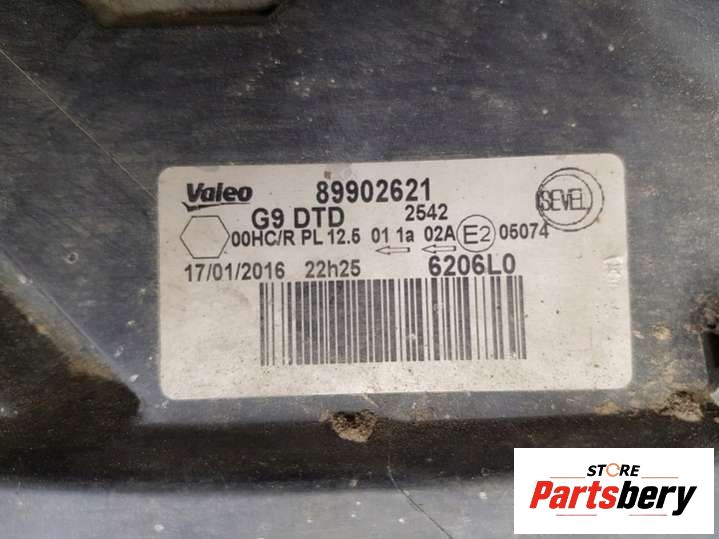 Valeo 89902621
G9 DTD 2542
SEVEL
00HC/R PL 12.5 01 1a 02A E2 05074
17/01/2016 22h25 6206L0
STORE
Partsbery